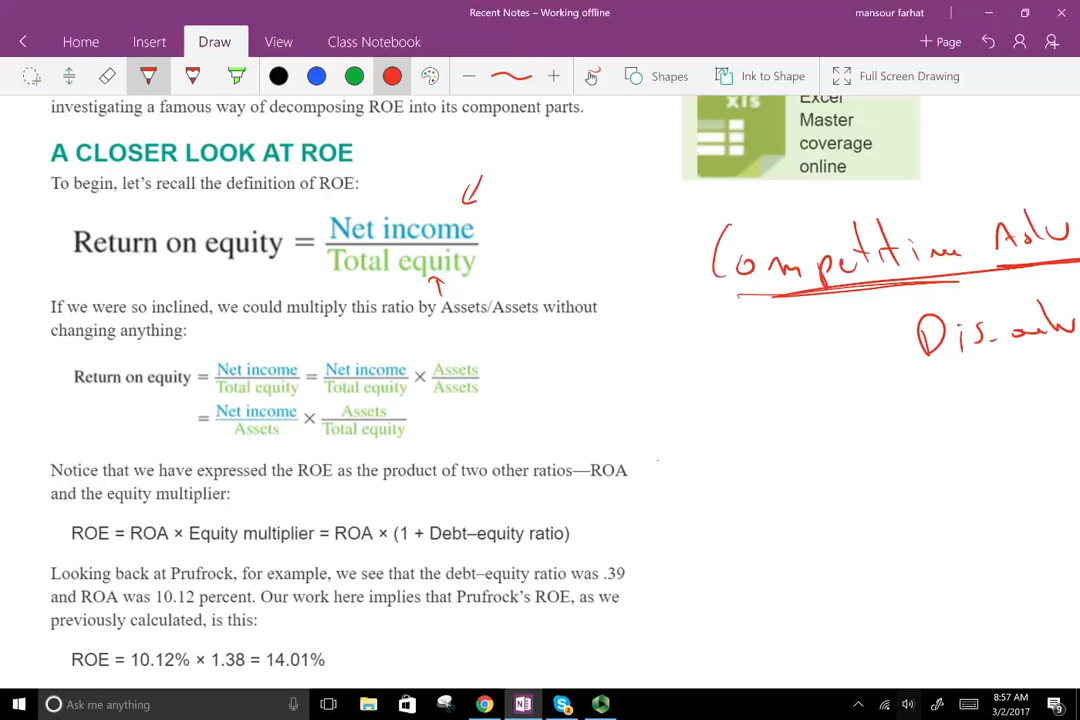 Recent Notes – Working offline
mansour farhat
Home Insert Draw View Class Notebook
Page
Shapes
Ink to Shape
Full Screen Drawing
investigating a famous way of decomposing ROE into its component parts.
A CLOSER LOOK AT ROE
To begin, let's recall the definition of ROE:
Return on equity = Net income / Total equity
If we were so inclined, we could multiply this ratio by Assets/Assets without
changing anything:
Return on equity = Net income / Total equity = Net income / Total equity × Assets / Assets
= Net income / Assets × Assets / Total equity
Notice that we have expressed the ROE as the product of two other ratios—ROA
and the equity multiplier:
ROE = ROA × Equity multiplier = ROA × (1 + Debt–equity ratio)
Looking back at Prufrock, for example, we see that the debt–equity ratio was .39
and ROA was 10.12 percent. Our work here implies that Prufrock's ROE, as we
previously calculated, is this:
ROE = 10.12% × 1.38 = 14.01%
xls
Excel
Master
coverage
online
Competitive Adv
Dis-adv
Ask me anything
8:57 AM
3/2/2017